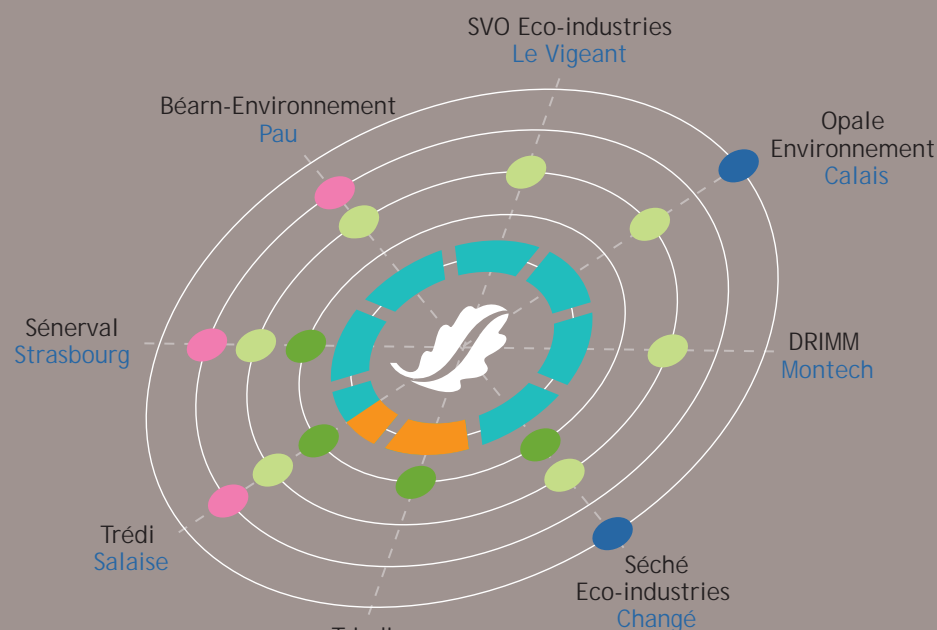 SVO Eco-industries
Le Vigeant
Béarn-Environnement
Pau
Opale
Environnement
Calais
Sénerval
Strasbourg
DRIMM
Montech
Trédi
Salaise
Séché
Eco-industries
Changé